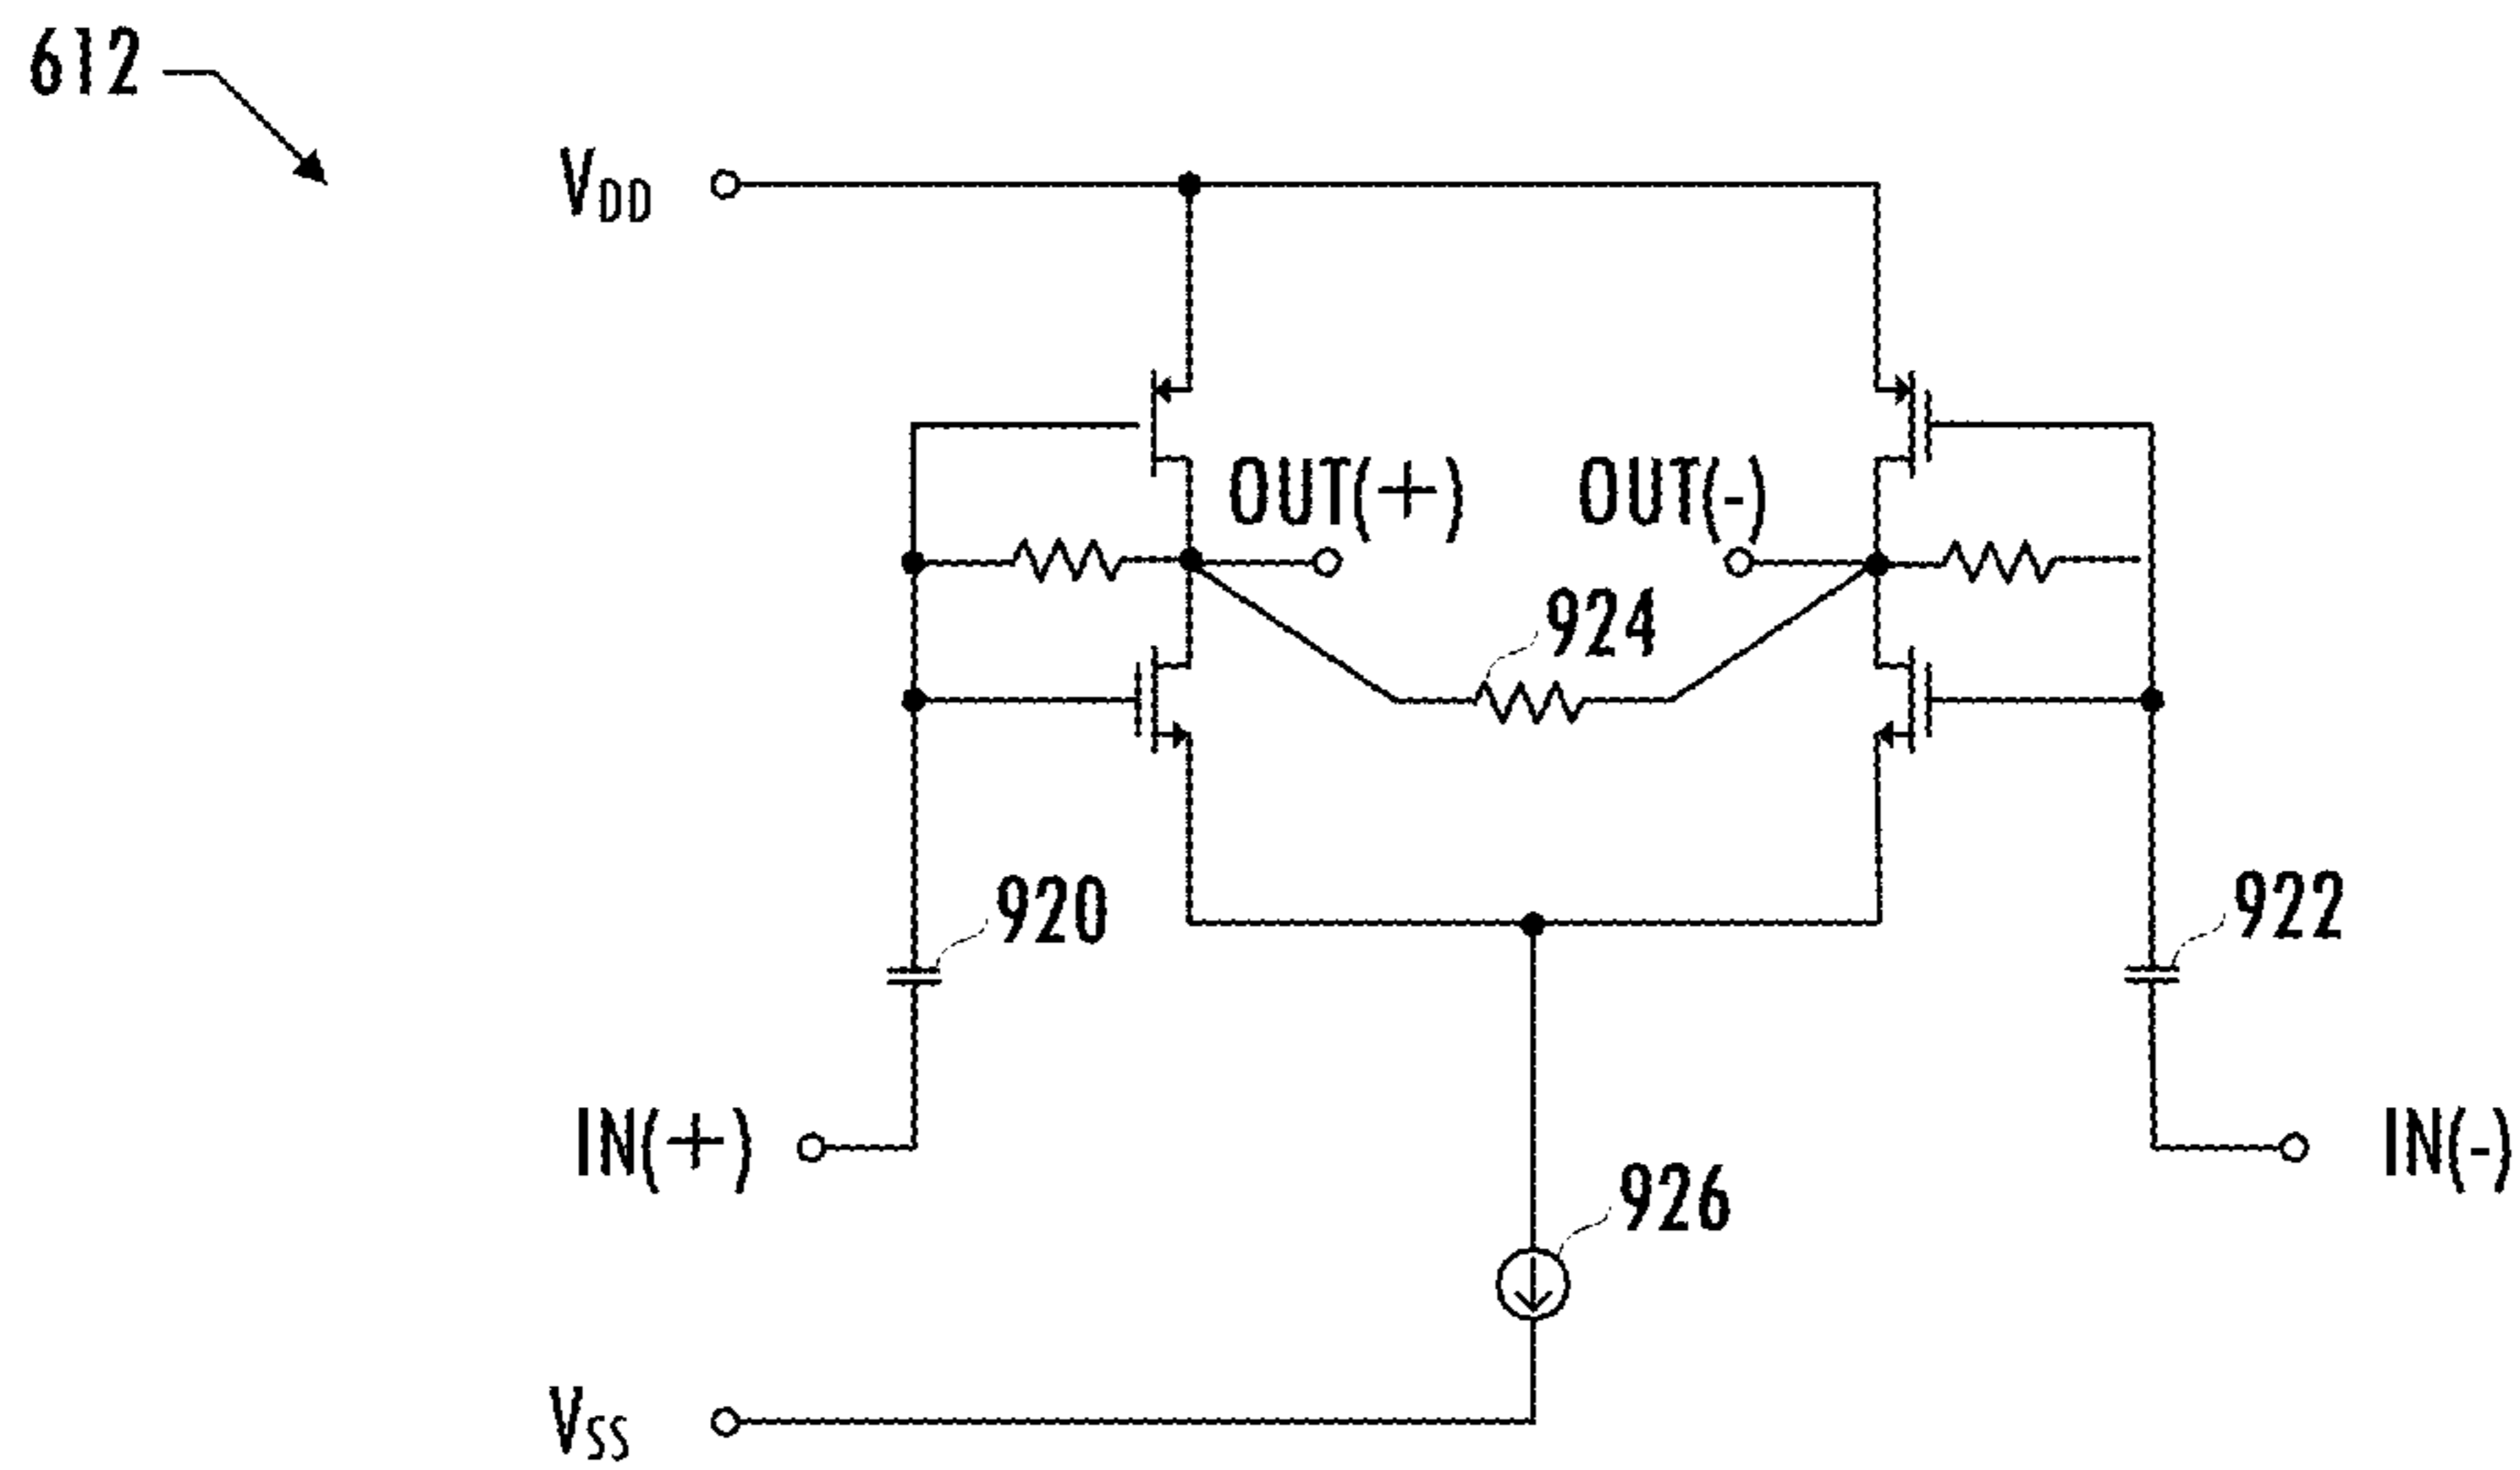 612
VDD
OUT(+)
OUT(-)
924
920
922
IN(+)
IN(-)
926
VSS